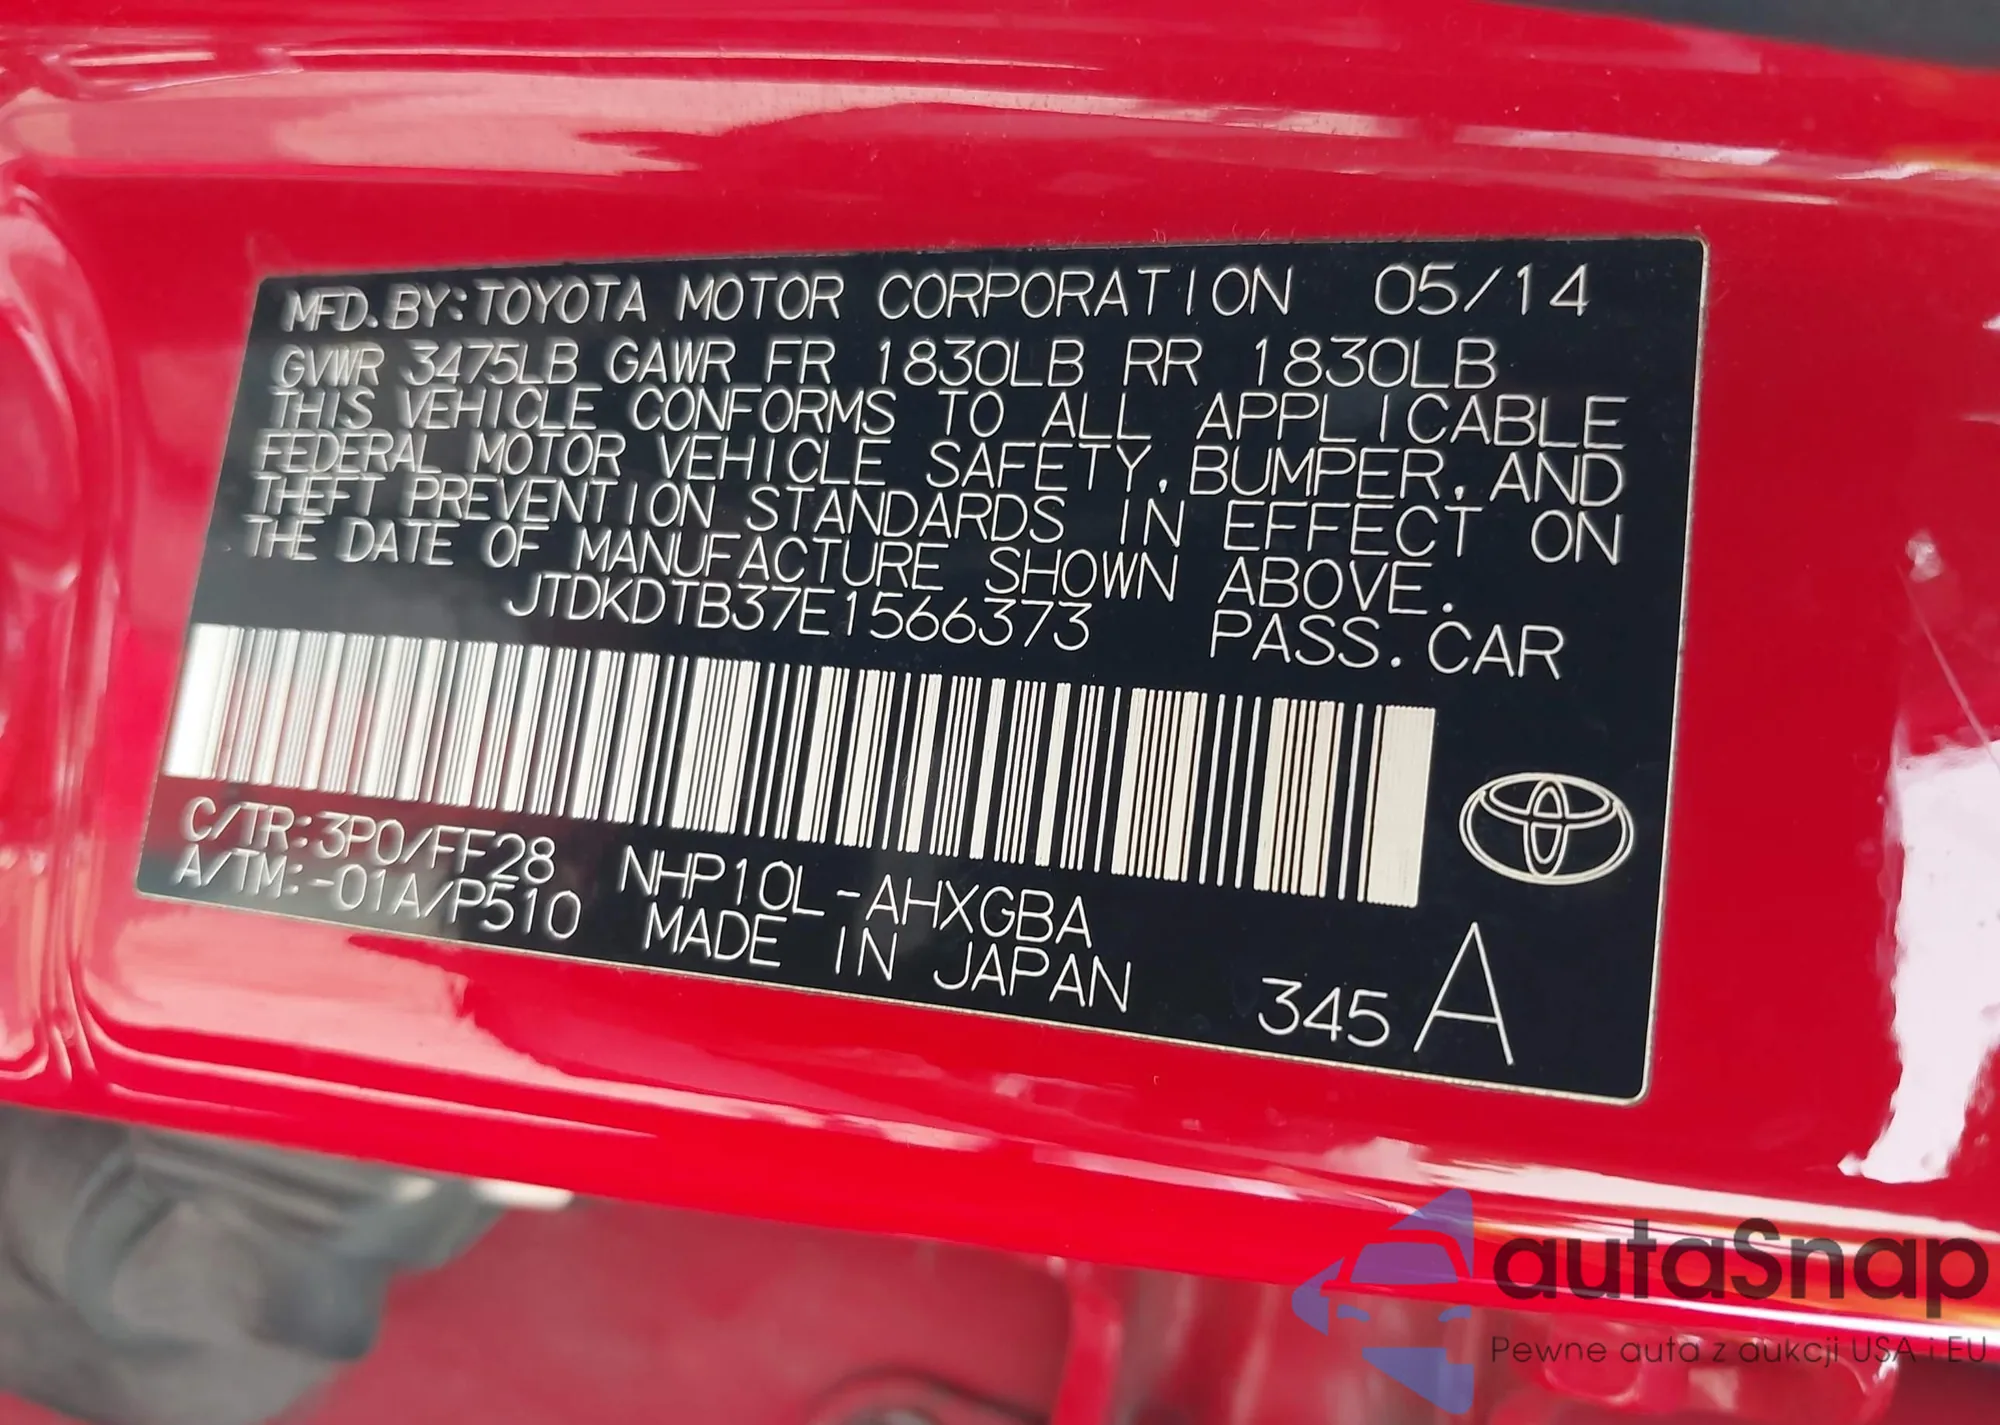 MFD. BY: TOYOTA MOTOR CORPORATION 05/14
GVWR 3475LB GAWR FR 1830LB RR 1830LB
THIS VEHICLE CONFORMS TO ALL APPLICABLE
FEDERAL MOTOR VEHICLE SAFETY, BUMPER, AND
THEFT PREVENTION STANDARDS IN EFFECT ON
THE DATE OF MANUFACTURE SHOWN ABOVE.
JTDKDTB37E1566373 PASS. CAR
C/TR: 3P0/FF28 NHP10L-AHXGBA
A/TM: -01A/P510 MADE IN JAPAN 345 A
autaSnap
Pewne auta z aukcji USA i EU